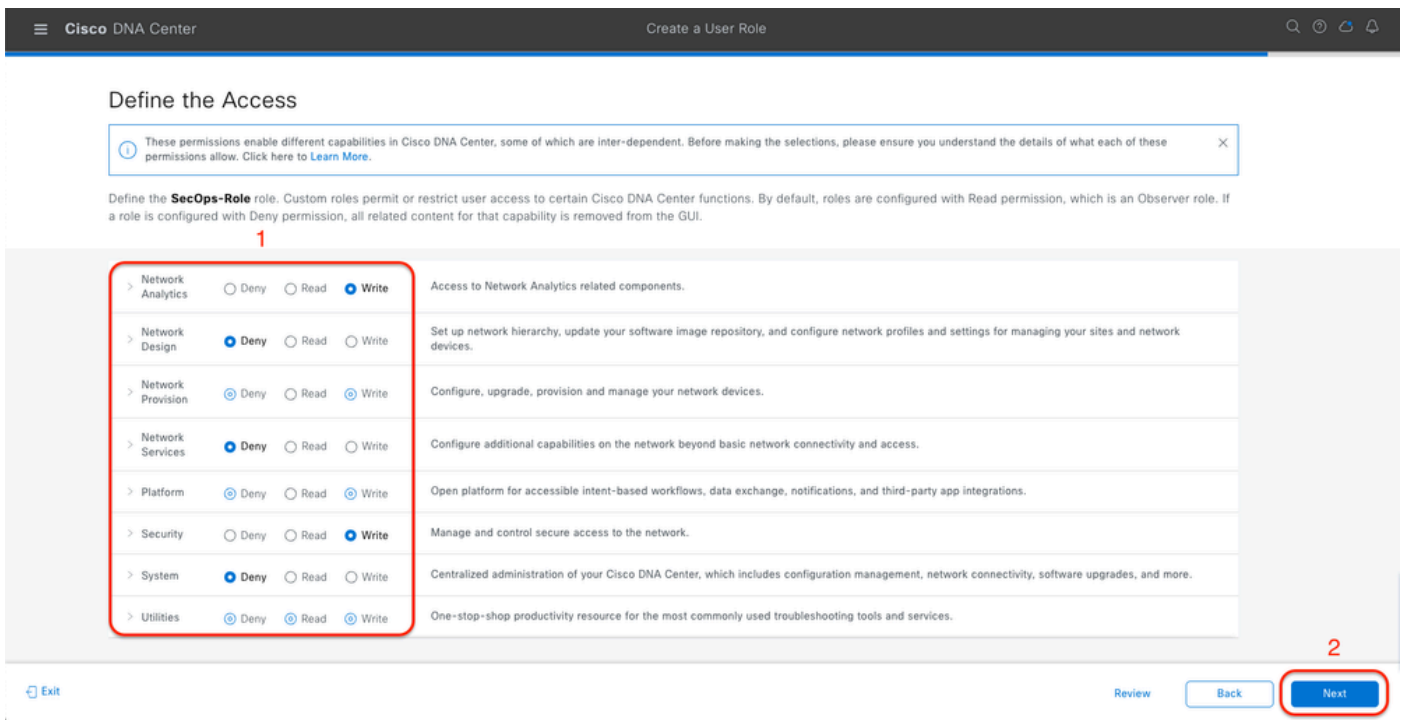 Cisco DNA Center
Create a User Role
Define the Access
These permissions enable different capabilities in Cisco DNA Center, some of which are inter-dependent. Before making the selections, please ensure you understand the details of what each of these
permissions allow. Click here to Learn More.
Define the SecOps-Role role. Custom roles permit or restrict user access to certain Cisco DNA Center functions. By default, roles are configured with Read permission, which is an Observer role. If
a role is configured with Deny permission, all related content for that capability is removed from the GUI.
1
Network
Analytics
Deny Read Write
Access to Network Analytics related components.
Network
Design
Deny Read Write
Set up network hierarchy, update your software image repository, and configure network profiles and settings for managing your sites and network
devices.
Network
Provision
Deny Read Write
Configure, upgrade, provision and manage your network devices.
Network
Services
Deny Read Write
Configure additional capabilities on the network beyond basic network connectivity and access.
Platform Deny Read Write
Open platform for accessible intent-based workflows, data exchange, notifications, and third-party app integrations.
Security Deny Read Write
Manage and control secure access to the network.
System Deny Read Write
Centralized administration of your Cisco DNA Center, which includes configuration management, network connectivity, software upgrades, and more.
Utilities Deny Read Write
One-stop-shop productivity resource for the most commonly used troubleshooting tools and services.
2
Exit
Review
Back
Next